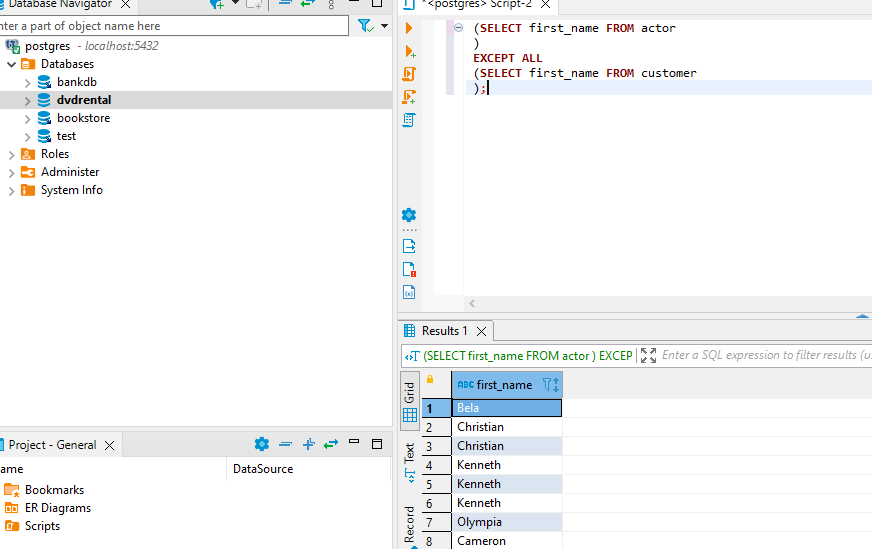 Database Navigator
*<postgres> Script-2
nter a part of object name here
postgres - localhost:5432
Databases
bankdb
dvdrental
bookstore
test
Roles
Administer
System Info
(SELECT first_name FROM actor
)
EXCEPT ALL
(SELECT first_name FROM customer
);
Results 1
(SELECT first_name FROM actor ) EXCEP
Enter a SQL expression to filter results (u
Grid
Text
Record
ABC first_name
1 Bela
2 Christian
3 Christian
4 Kenneth
5 Kenneth
6 Kenneth
7 Olympia
8 Cameron
Project - General
ame
DataSource
Bookmarks
ER Diagrams
Scripts